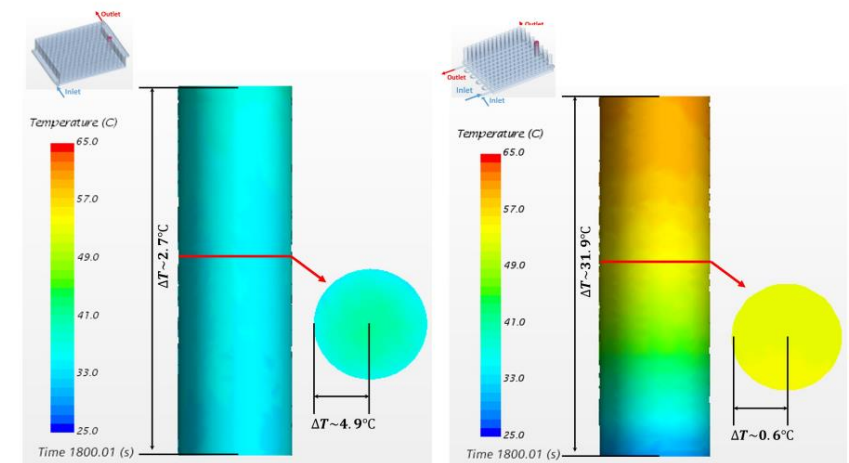 Outlet
Inlet
Temperature (C)
65.0
57.0
49.0
41.0
33.0
25.0
ΔT~2.7°C
ΔT~4.9°C
Time 1800.01 (s)
Outlet
Outlet
Inlet
Inlet
Temperature (C)
65.0
57.0
49.0
41.0
33.0
25.0
ΔT~31.9°C
ΔT~0.6°C
Time 1800.01 (s)